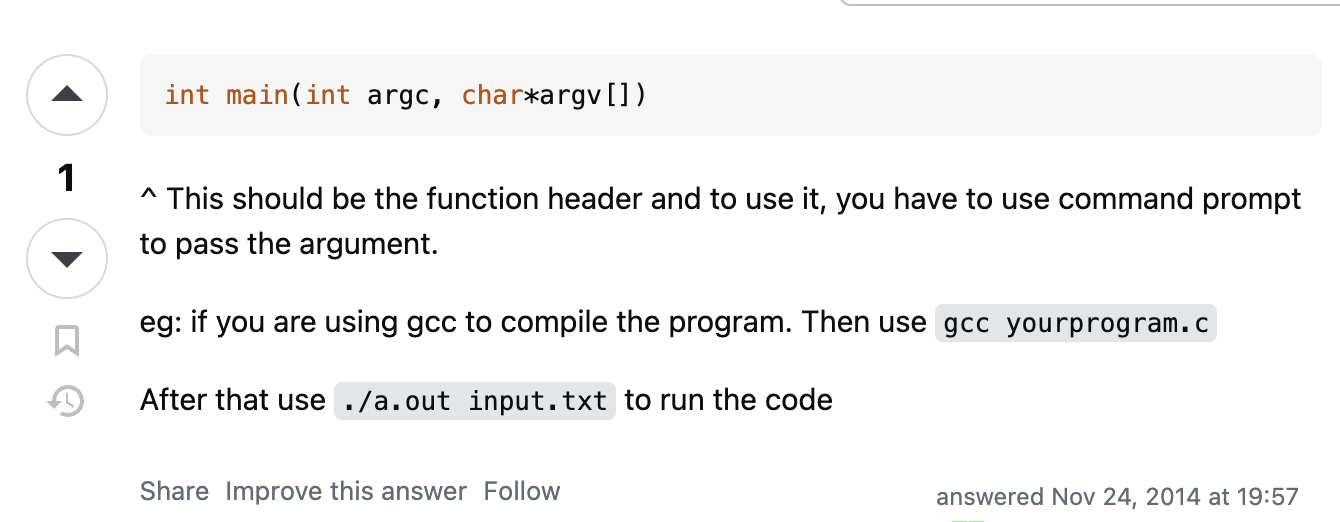 int main(int argc, char*argv[])
1
^ This should be the function header and to use it, you have to use command prompt
to pass the argument.
eg: if you are using gcc to compile the program. Then use gcc yourprogram.c
After that use ./a.out input.txt to run the code
Share Improve this answer Follow
answered Nov 24, 2014 at 19:57